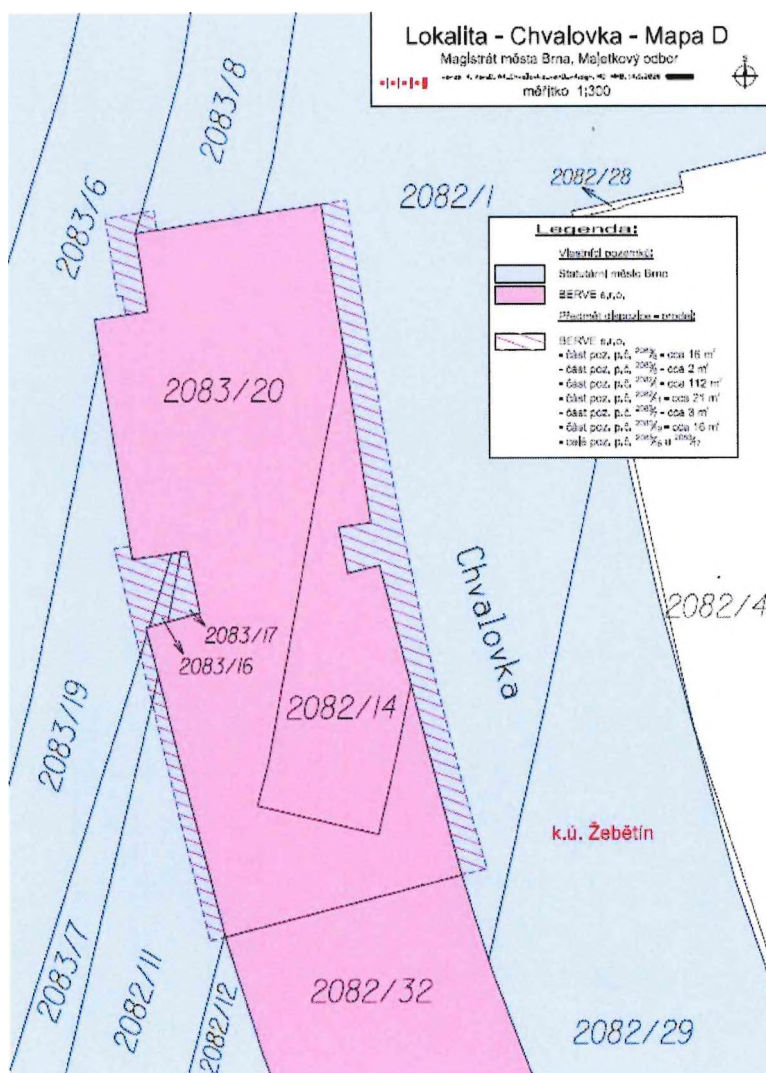 Lokalita - Chvalovka - Mapa D
Magistrát města Brna, Majetkový odbor
měřítko 1:300
2083/8
2083/6
2082/1
2082/28
Legenda:
Vlastníci pozemků:
Statutární město Brno
BERVE s.r.o.
Předmět dispozice - prodej:
BERVE s.r.o.
- část poz. p.č. - cca 16 m²
- část poz. p.č. - cca 2 m²
- část poz. p.č. - cca 112 m²
- část poz. p.č. - cca 21 m²
- část poz. p.č. - cca 3 m²
- část poz. p.č. - cca 16 m²
- celé poz. p.č.
2083/20
Chvalovka
2082/4
2083/17
2083/16
2083/19
2082/14
k.ú. Žebětín
2083/7
2082/11
2082/12
2082/32
2082/29